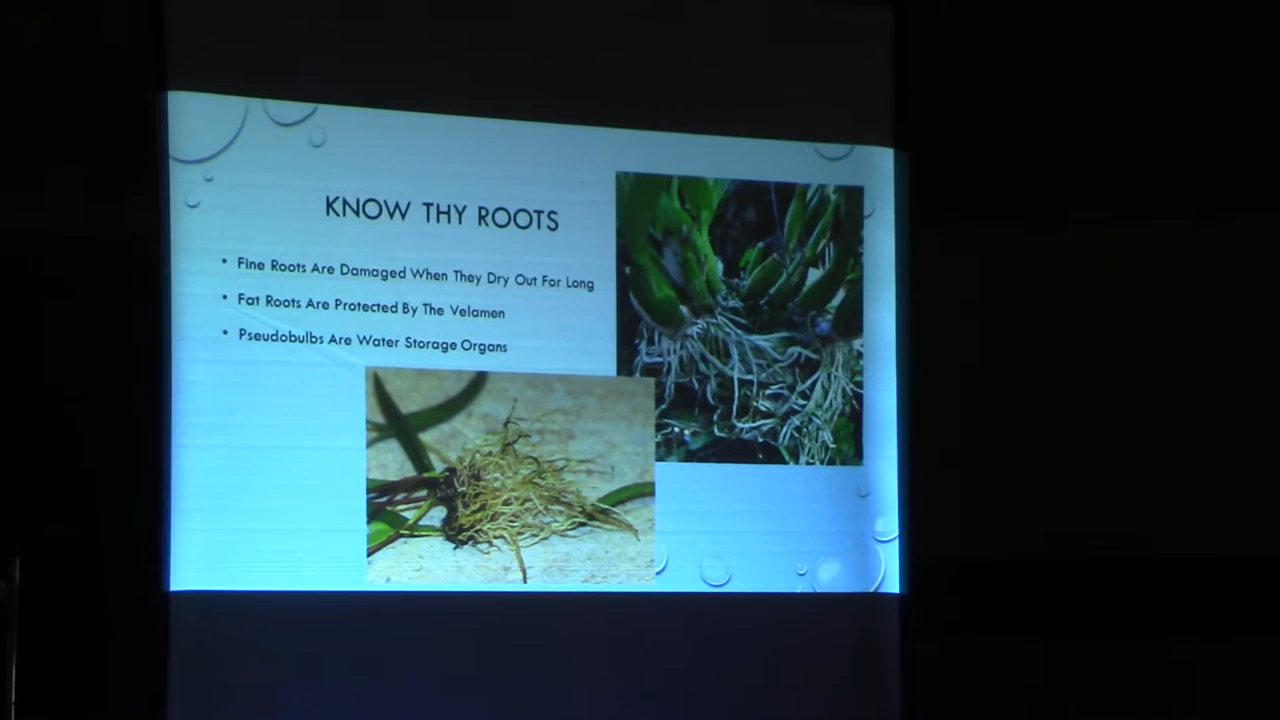 KNOW THY ROOTS
• Fine Roots Are Damaged When They Dry Out For Long
• Fat Roots Are Protected By The Velamen
• Pseudobulbs Are Water Storage Organs